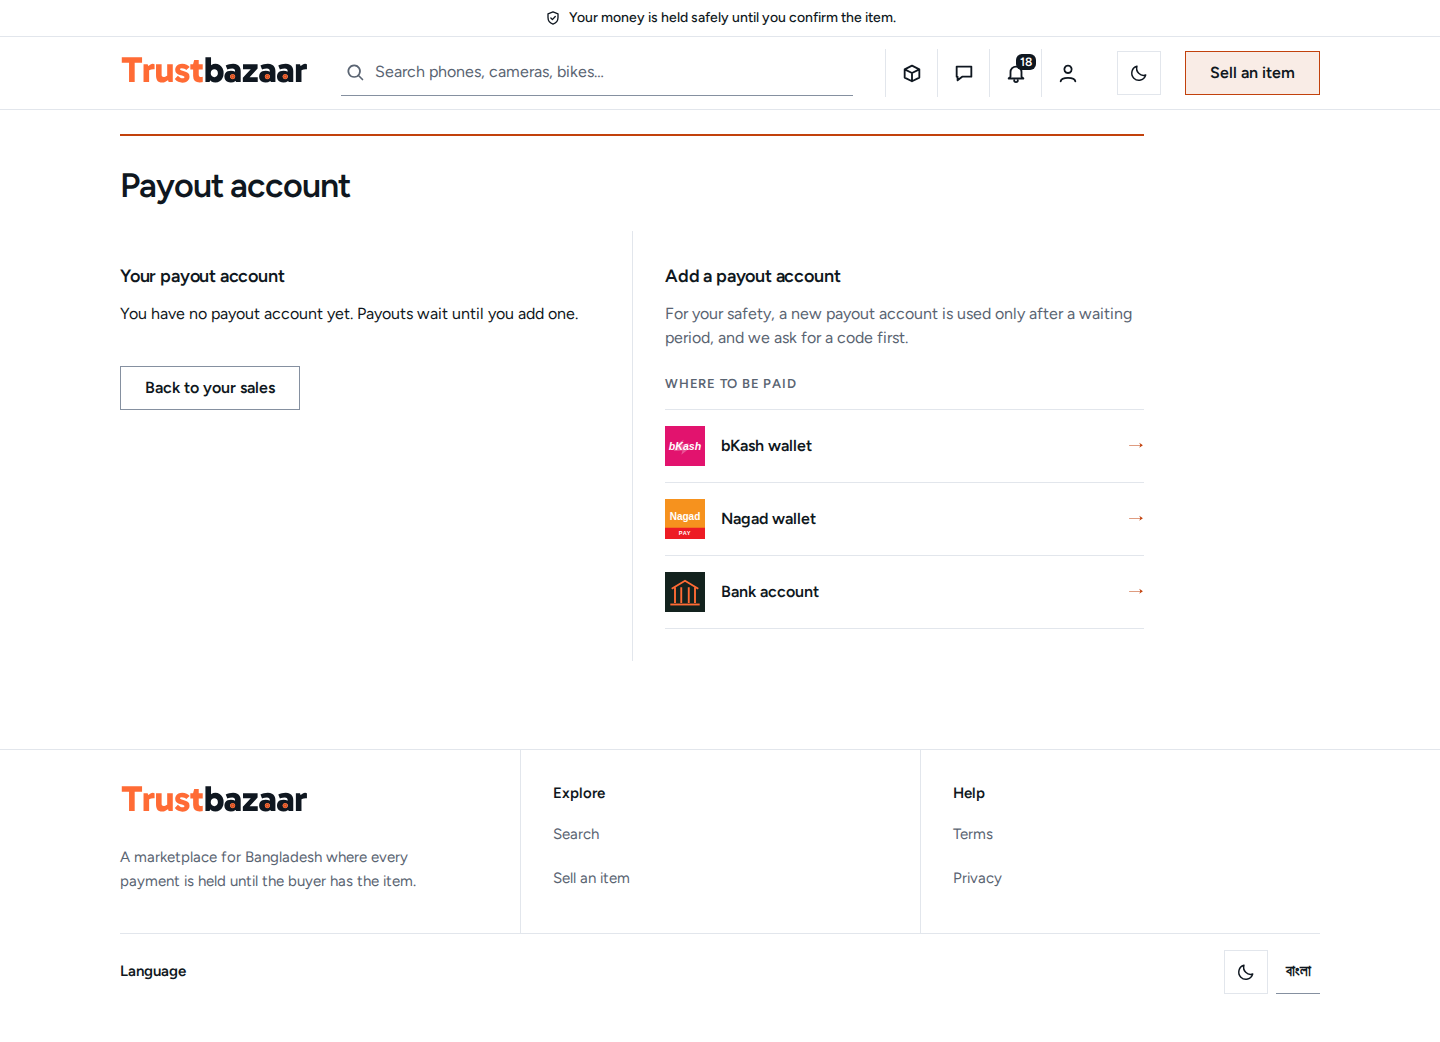 Your money is held safely until you confirm the item.
Trustbazaar
Search phones, cameras, bikes...
18
Sell an item
Payout account
Your payout account
You have no payout account yet. Payouts wait until you add one.
Back to your sales
Add a payout account
For your safety, a new payout account is used only after a waiting
period, and we ask for a code first.
WHERE TO BE PAID
bKash
bKash wallet
→
Nagad
PAY
Nagad wallet
→
Bank account
→
Trustbazaar
A marketplace for Bangladesh where every
payment is held until the buyer has the item.
Explore
Search
Sell an item
Help
Terms
Privacy
Language
বাংলা